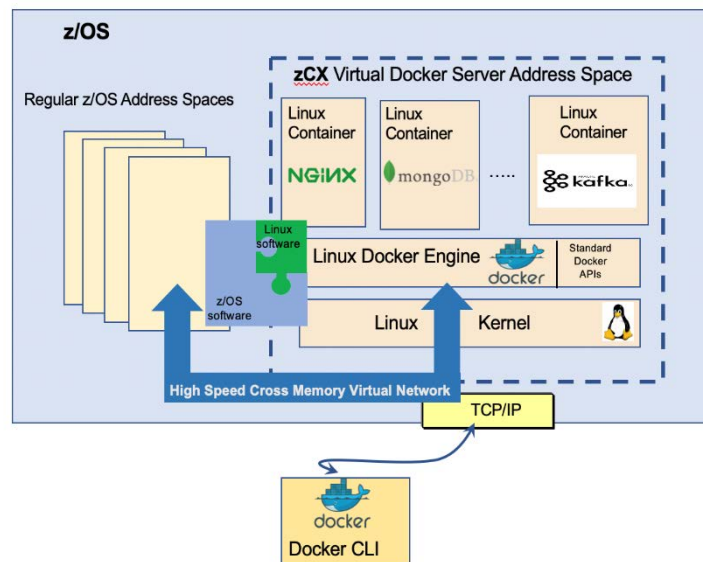 z/OS
zCX Virtual Docker Server Address Space
Regular z/OS Address Spaces
Linux
Container
NGINX
Linux
Container
mongoDB
.....
Linux
Container
kafka
Linux
software
z/OS
software
Linux Docker Engine
docker
Standard
Docker
APIs
Linux Kernel
High Speed Cross Memory Virtual Network
TCP/IP
docker
Docker CLI